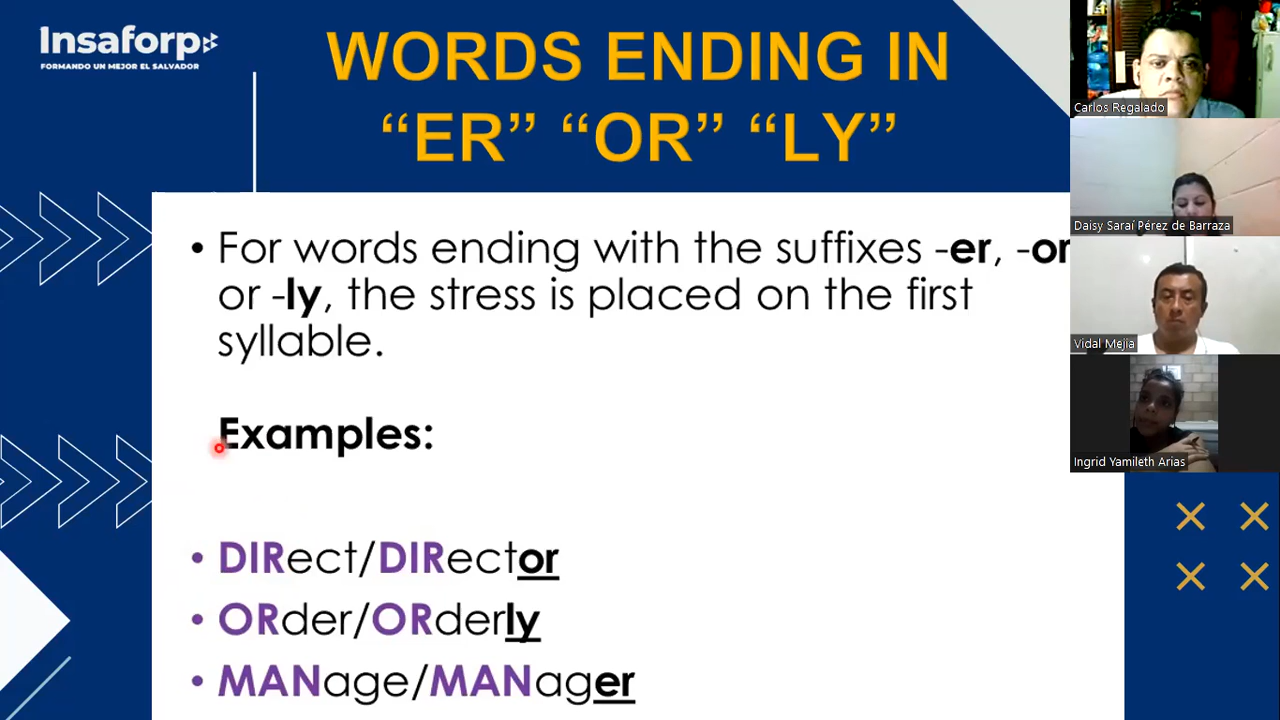 Insaforp
FORMANDO UN MEJOR EL SALVADOR
WORDS ENDING IN
“ER” “OR” “LY”
• For words ending with the suffixes -er, -or
or -ly, the stress is placed on the first
syllable.
Examples:
• DIRect/DIRector
• ORder/ORderly
• MANage/MANager
Carlos Regalado
Daisy Saraí Pérez de Barraza
Vidal Mejia
Ingrid Yamileth Arias